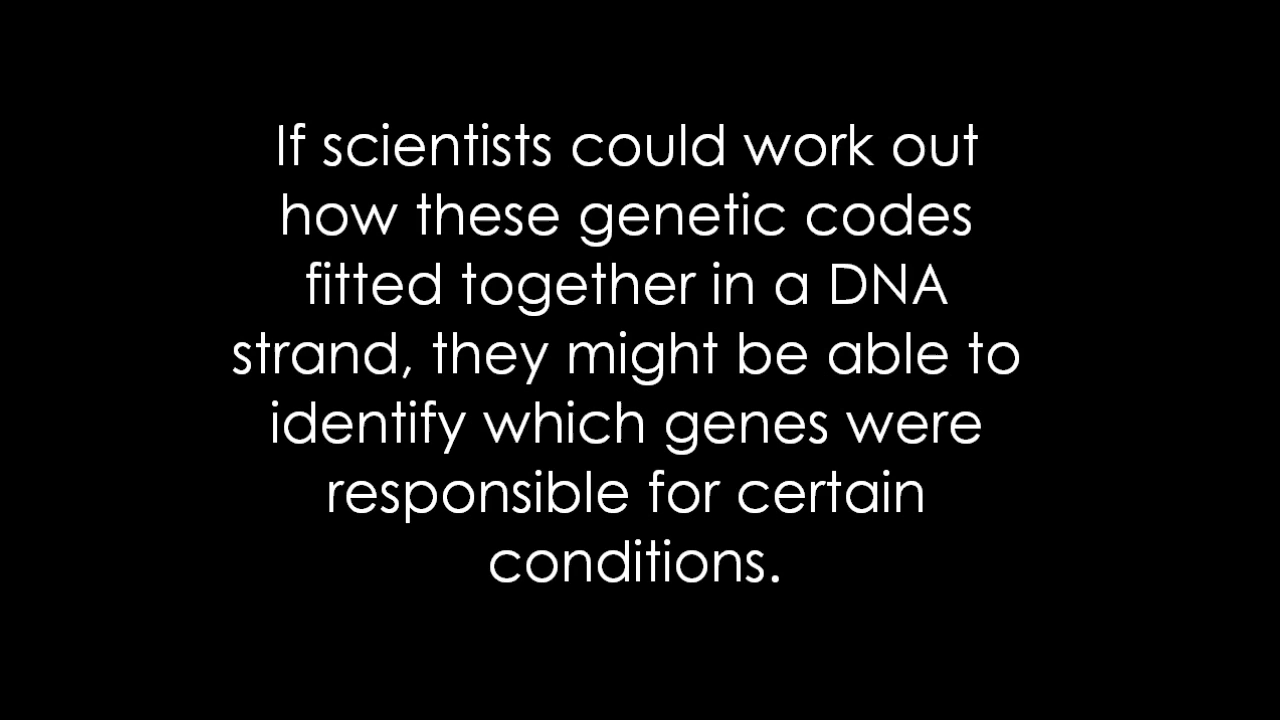 If scientists could work out
how these genetic codes
fitted together in a DNA
strand, they might be able to
identify which genes were
responsible for certain
conditions.